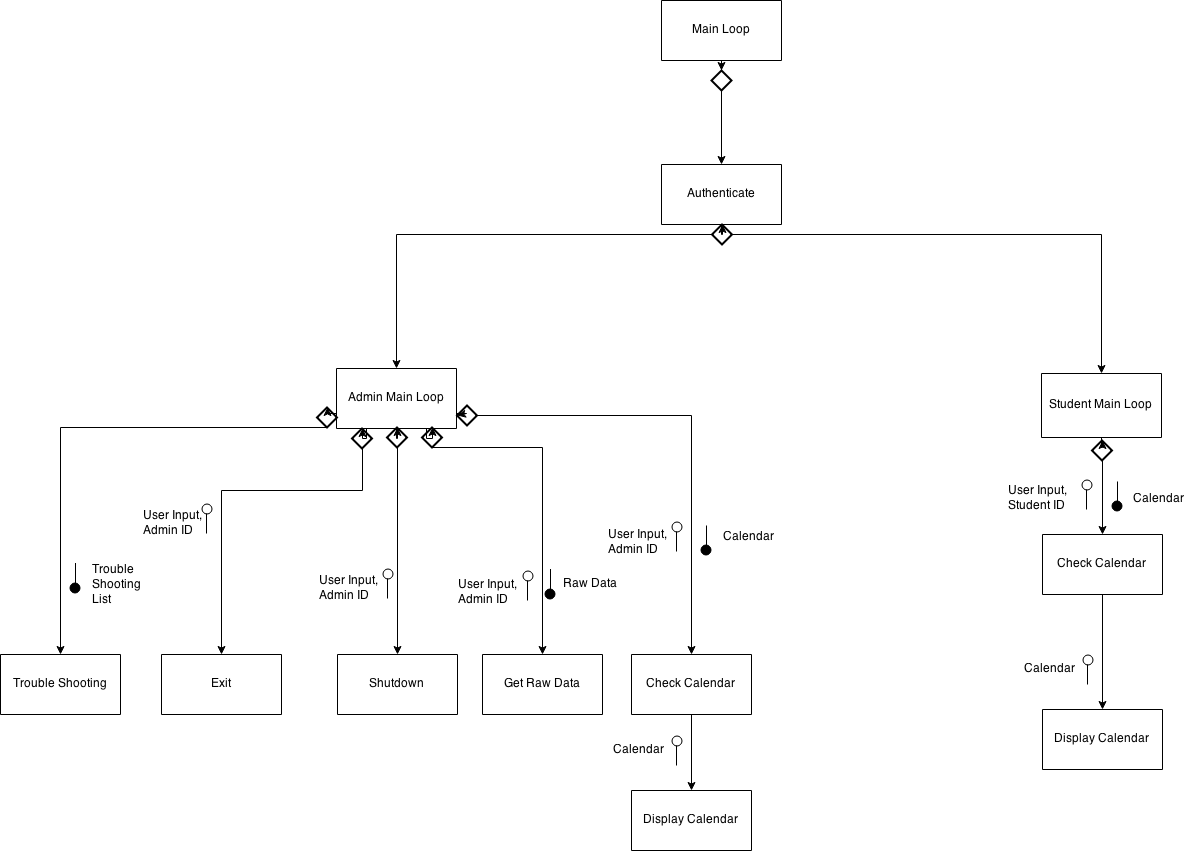 Main Loop
Authenticate
Admin Main Loop
Student Main Loop
User Input,
Student ID
Calendar
User Input,
Admin ID
User Input,
Admin ID
Calendar
Trouble
Shooting
List
User Input,
Admin ID
User Input,
Admin ID
Raw Data
Check Calendar
Calendar
Trouble Shooting
Exit
Shutdown
Get Raw Data
Check Calendar
Display Calendar
Calendar
Display Calendar